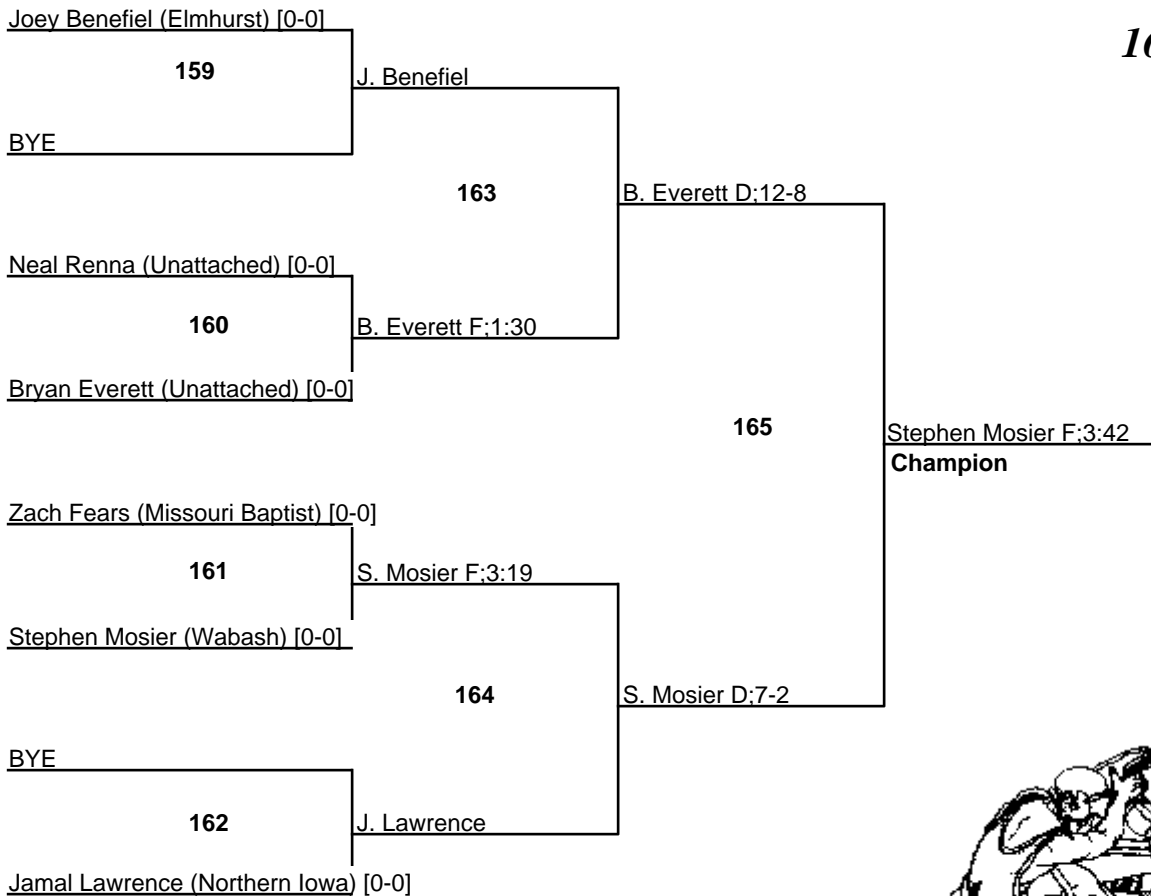 Joey Benefiel (Elmhurst) [0-0]
159
J. Benefiel
BYE
163
B. Everett D;12-8
Neal Renna (Unattached) [0-0]
160
B. Everett F;1:30
Bryan Everett (Unattached) [0-0]
165
Stephen Mosier F;3:42
Champion
Zach Fears (Missouri Baptist) [0-0]
161
S. Mosier F;3:19
Stephen Mosier (Wabash) [0-0]
164
S. Mosier D;7-2
BYE
162
J. Lawrence
Jamal Lawrence (Northern Iowa) [0-0]